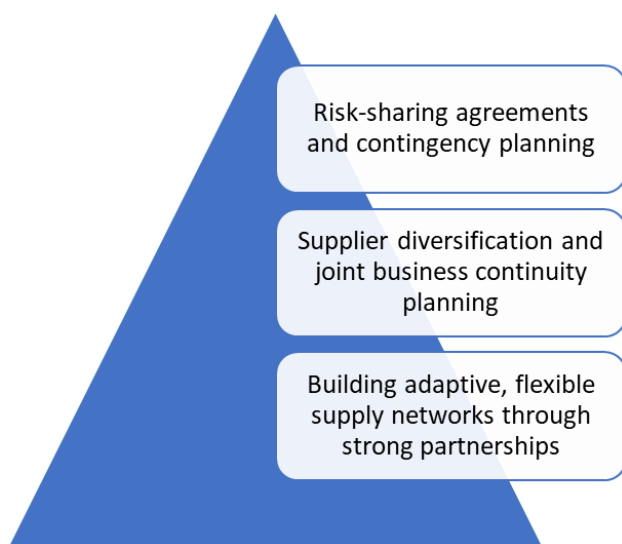 Risk-sharing agreements
and contingency planning
Supplier diversification and
joint business continuity
planning
Building adaptive, flexible
supply networks through
strong partnerships